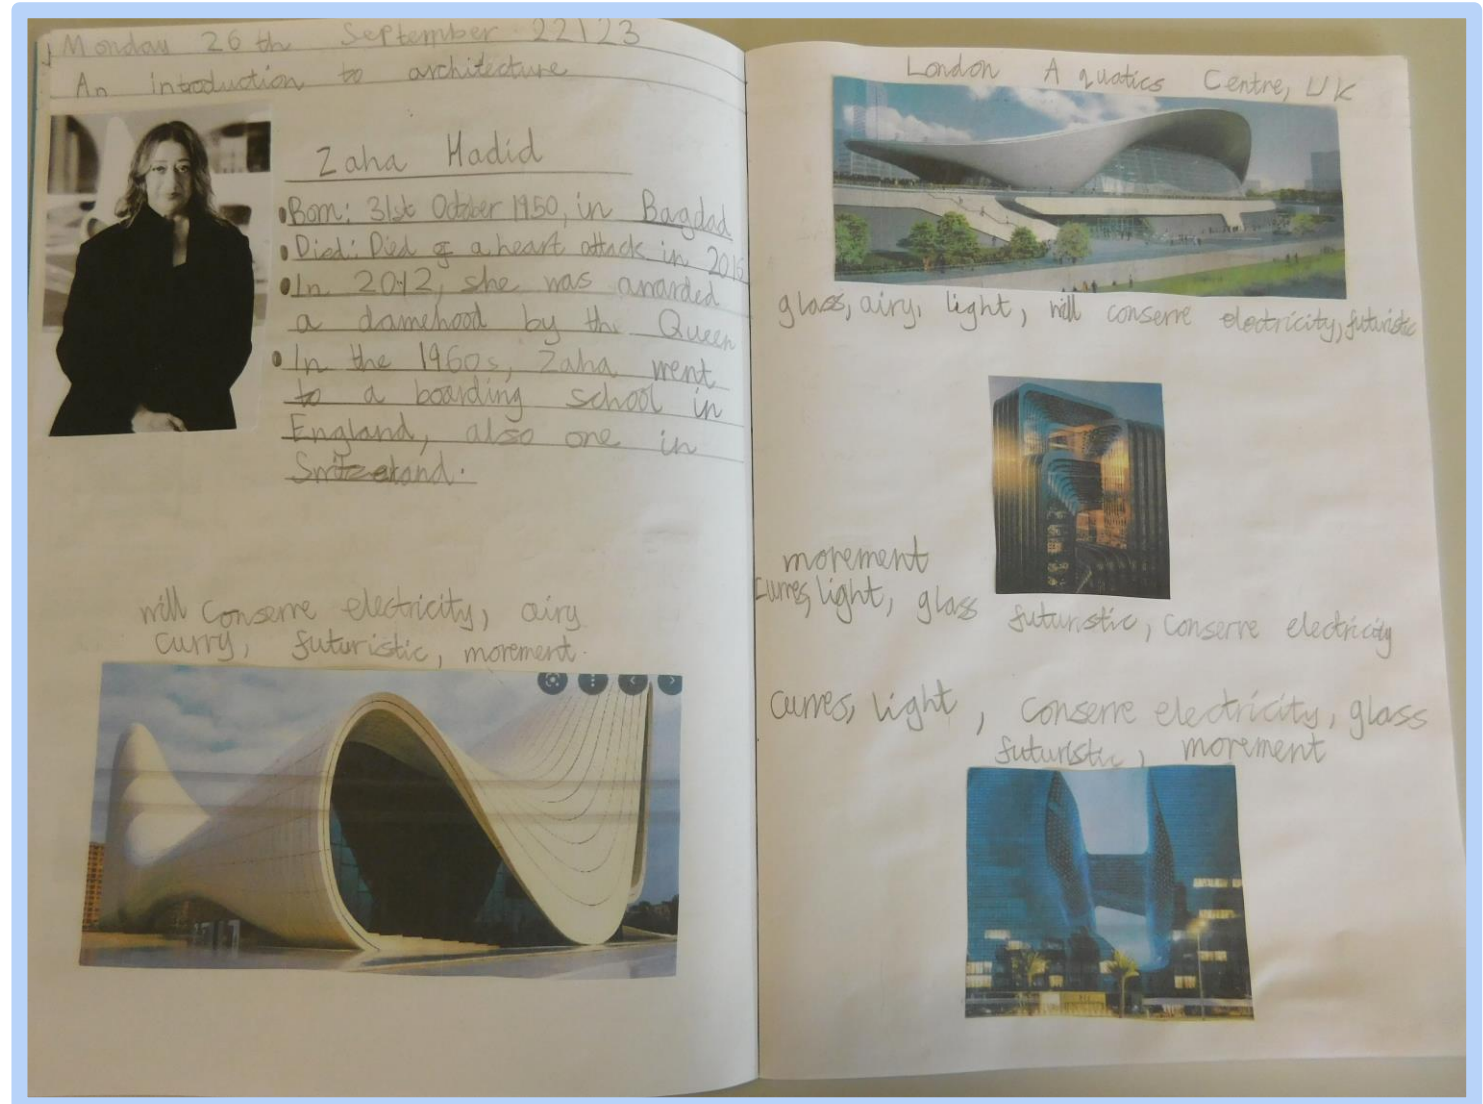 Monday 26th September 22/23
An introduction to architecture
Zaha Hadid
Born: 31st October 1950, in Bagdad
Died: Died of a heart attack in 2016
In 2012, she was awarded
a damehood by the Queen
In the 1960s, Zaha went
to a boarding school in
England, also one in
Switzerland.
will conserve electricity, airy
curvy, futuristic, movement.
London Aquatics Centre, UK
glass, airy, light, will conserve electricity, futuristic
movement
curves, light, glass futuristic, conserve electricity
curves, light, conserve electricity, glass
futuristic, movement